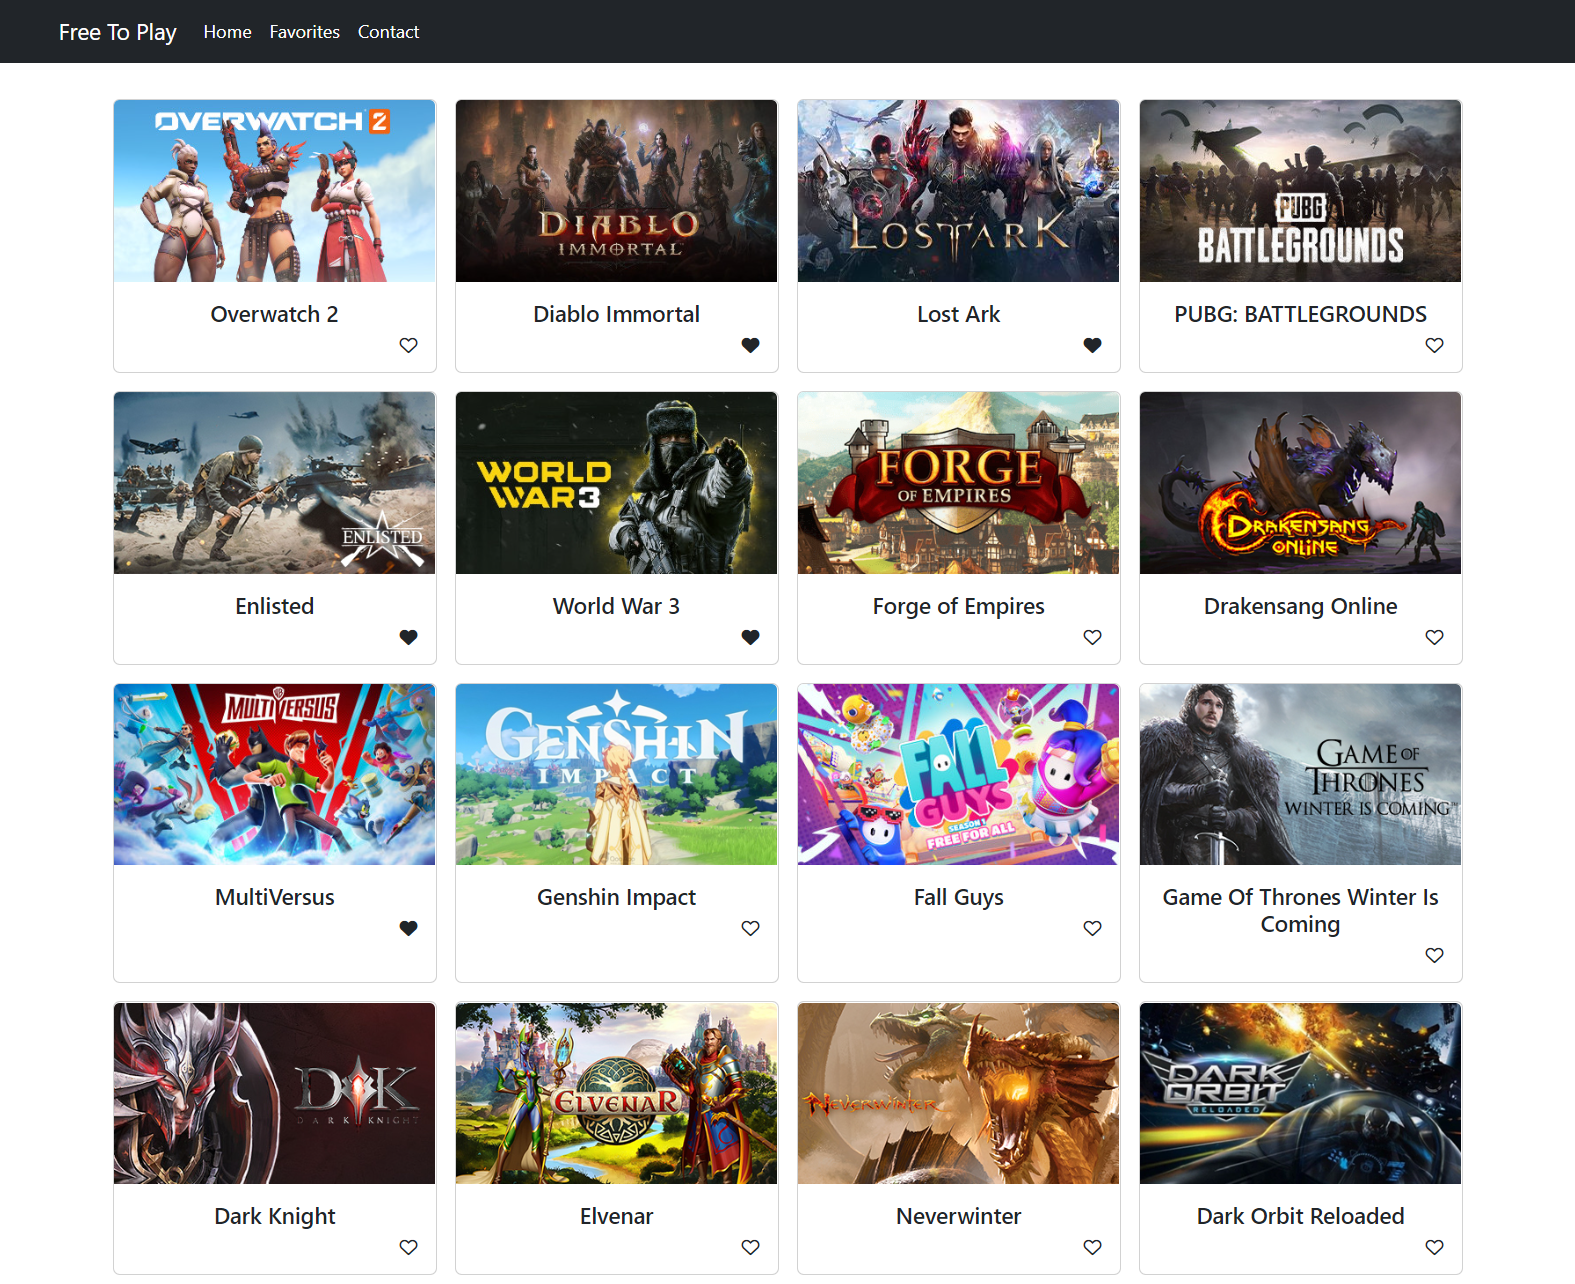 Free To Play Home Favorites Contact
OVERWATCH 2
DIABLO
IMMORTAL
LOST ARK
PUBG
BATTLEGROUNDS
Overwatch 2
Diablo Immortal
Lost Ark
PUBG: BATTLEGROUNDS
ENLISTED
WORLD
WAR3
FORGE
OF EMPIRES
DRAKENSANG
ONLINE
Enlisted
World War 3
Forge of Empires
Drakensang Online
MULTIVERSUS
GENSHIN
IMPACT
FALL
GUYS
SEASON 1
FREE FOR ALL
GAME OF
THRONES
WINTER IS COMING
MultiVersus
Genshin Impact
Fall Guys
Game Of Thrones Winter Is
Coming
DK
DARK KNIGHT
ELVENAR
NEVERWINTER
DARK
ORBIT
RELOADED
Dark Knight
Elvenar
Neverwinter
Dark Orbit Reloaded